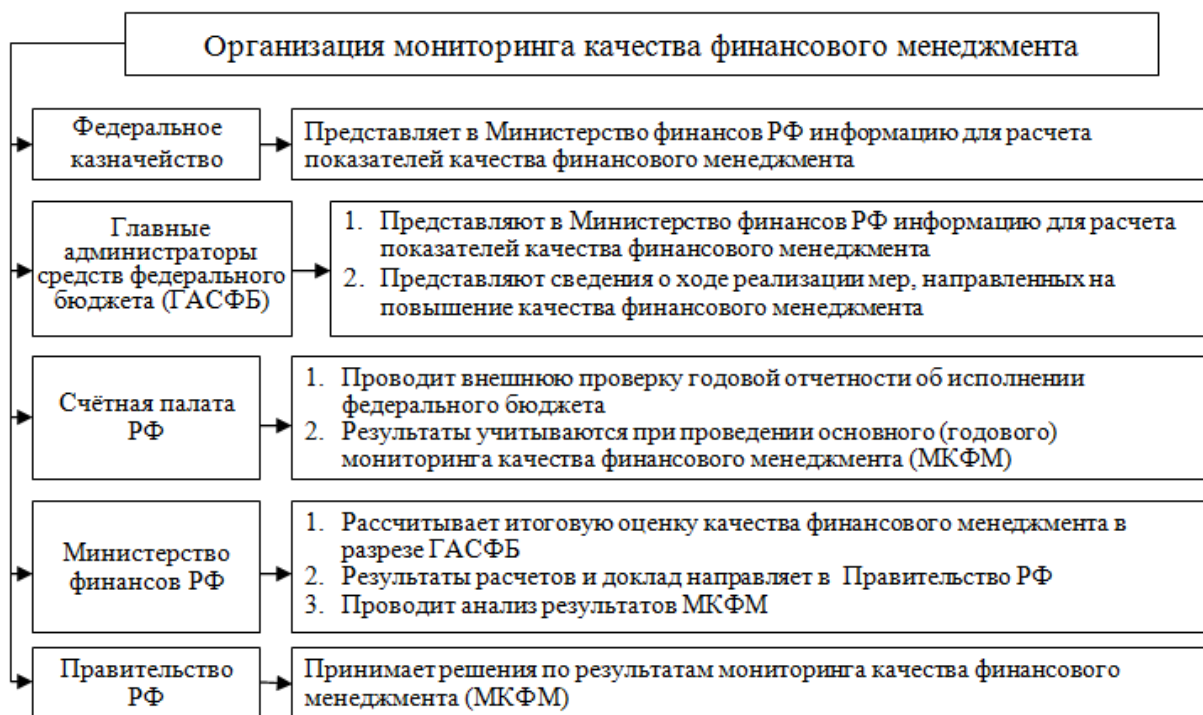 Организация мониторинга качества финансового менеджмента
Федеральное
казначейство
Представляет в Министерство финансов РФ информацию для расчета
показателей качества финансового менеджмента
Главные
администраторы
средств федерального
бюджета (ГАСФБ)
1. Представляют в Министерство финансов РФ информацию для расчета
показателей качества финансового менеджмента
2. Представляют сведения о ходе реализации мер, направленных на
повышение качества финансового менеджмента
Счётная палата
РФ
1. Проводит внешнюю проверку годовой отчетности об исполнении
федерального бюджета
2. Результаты учитываются при проведении основного (годового)
мониторинга качества финансового менеджмента (МКФМ)
Министерство
финансов РФ
1. Рассчитывает итоговую оценку качества финансового менеджмента в
разрезе ГАСФБ
2. Результаты расчетов и доклад направляет в Правительство РФ
3. Проводит анализ результатов МКФМ
Правительство
РФ
Принимает решения по результатам мониторинга качества финансового
менеджмента (МКФМ)